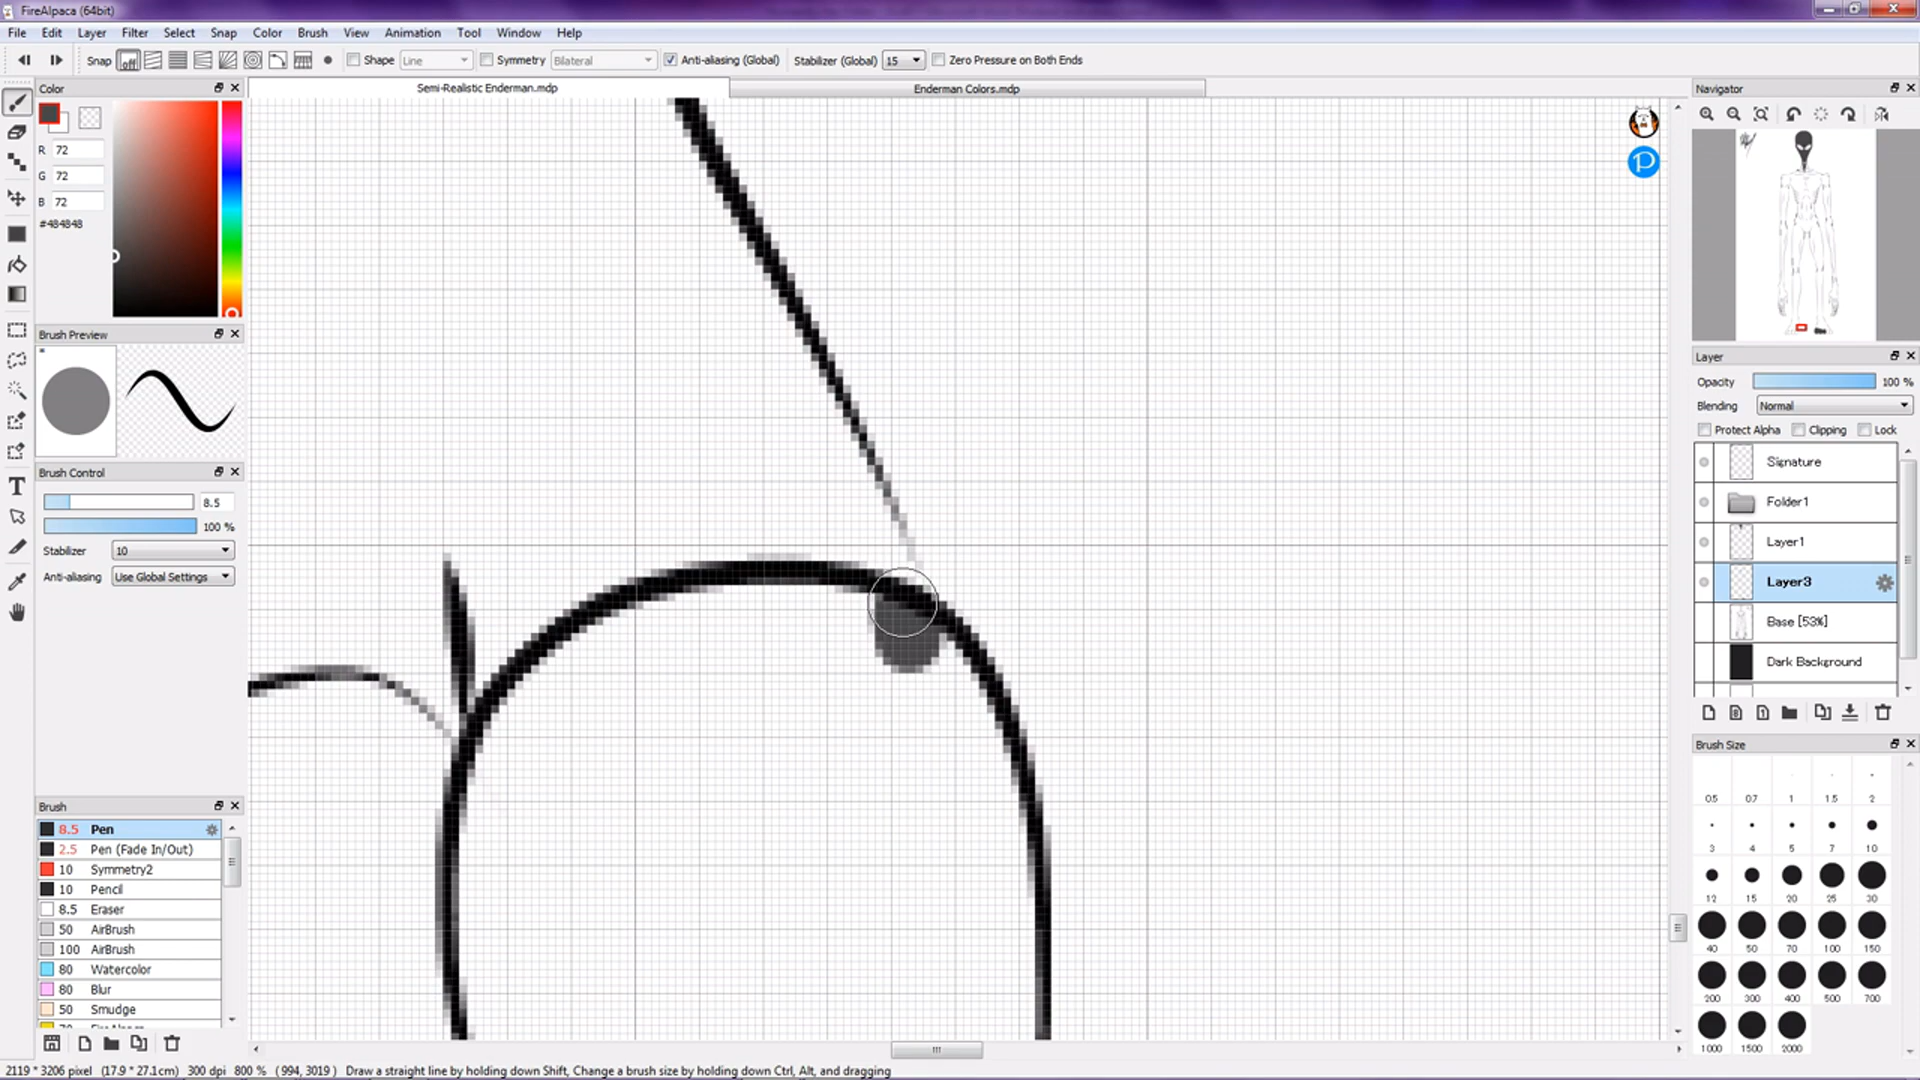 FireAlpaca (64bit)
File Edit Layer Filter Select Snap Color Brush View Animation Tool Window Help
Snap off Shape Line Symmetry Bilateral Anti-aliasing (Global) Stabilizer (Global) 15 Zero Pressure on Both Ends
Color
R 72
G 72
B 72
#484848
Brush Preview
Brush Control
8.5
100 %
Stabilizer 10
Anti-aliasing Use Global Settings
Brush
8.5 Pen
2.5 Pen (Fade In/Out)
10 Symmetry2
10 Pencil
8.5 Eraser
50 AirBrush
100 AirBrush
80 Watercolor
80 Blur
50 Smudge
Semi-Realistic Enderman.mdp
Enderman Colors.mdp
Navigator
Layer
Opacity 100 %
Blending Normal
Protect Alpha Clipping Lock
Signature
Folder1
Layer1
Layer3
Base [53%]
Dark Background
Brush Size
0.5 0.7 1 1.5 2
3 4 5 7 10
12 15 20 25 30
40 50 70 100 150
200 300 400 500 700
1000 1500 2000
2119 * 3206 pixel (17.9 * 27.1cm) 300 dpi 800 % ( 994, 3019 ) Draw a straight line by holding down Shift, Change a brush size by holding down Ctrl, Alt, and dragging